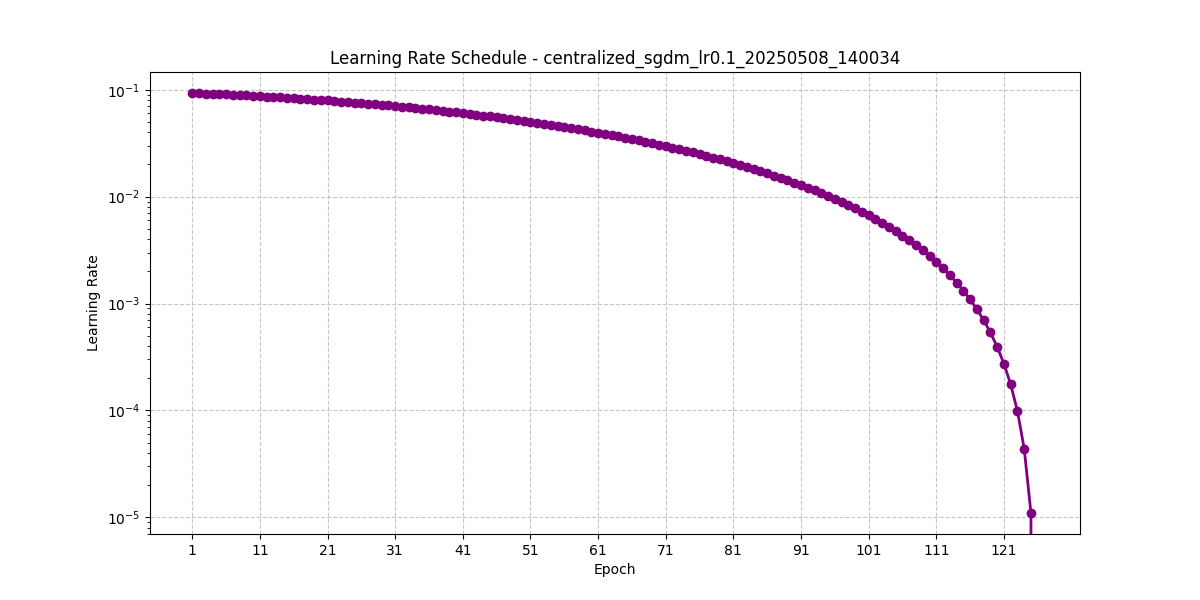 Learning Rate Schedule - centralized_sgdm_lr0.1_20250508_140034
Learning Rate
10⁻¹
10⁻²
10⁻³
10⁻⁴
10⁻⁵
1 11 21 31 41 51 61 71 81 91 101 111 121
Epoch